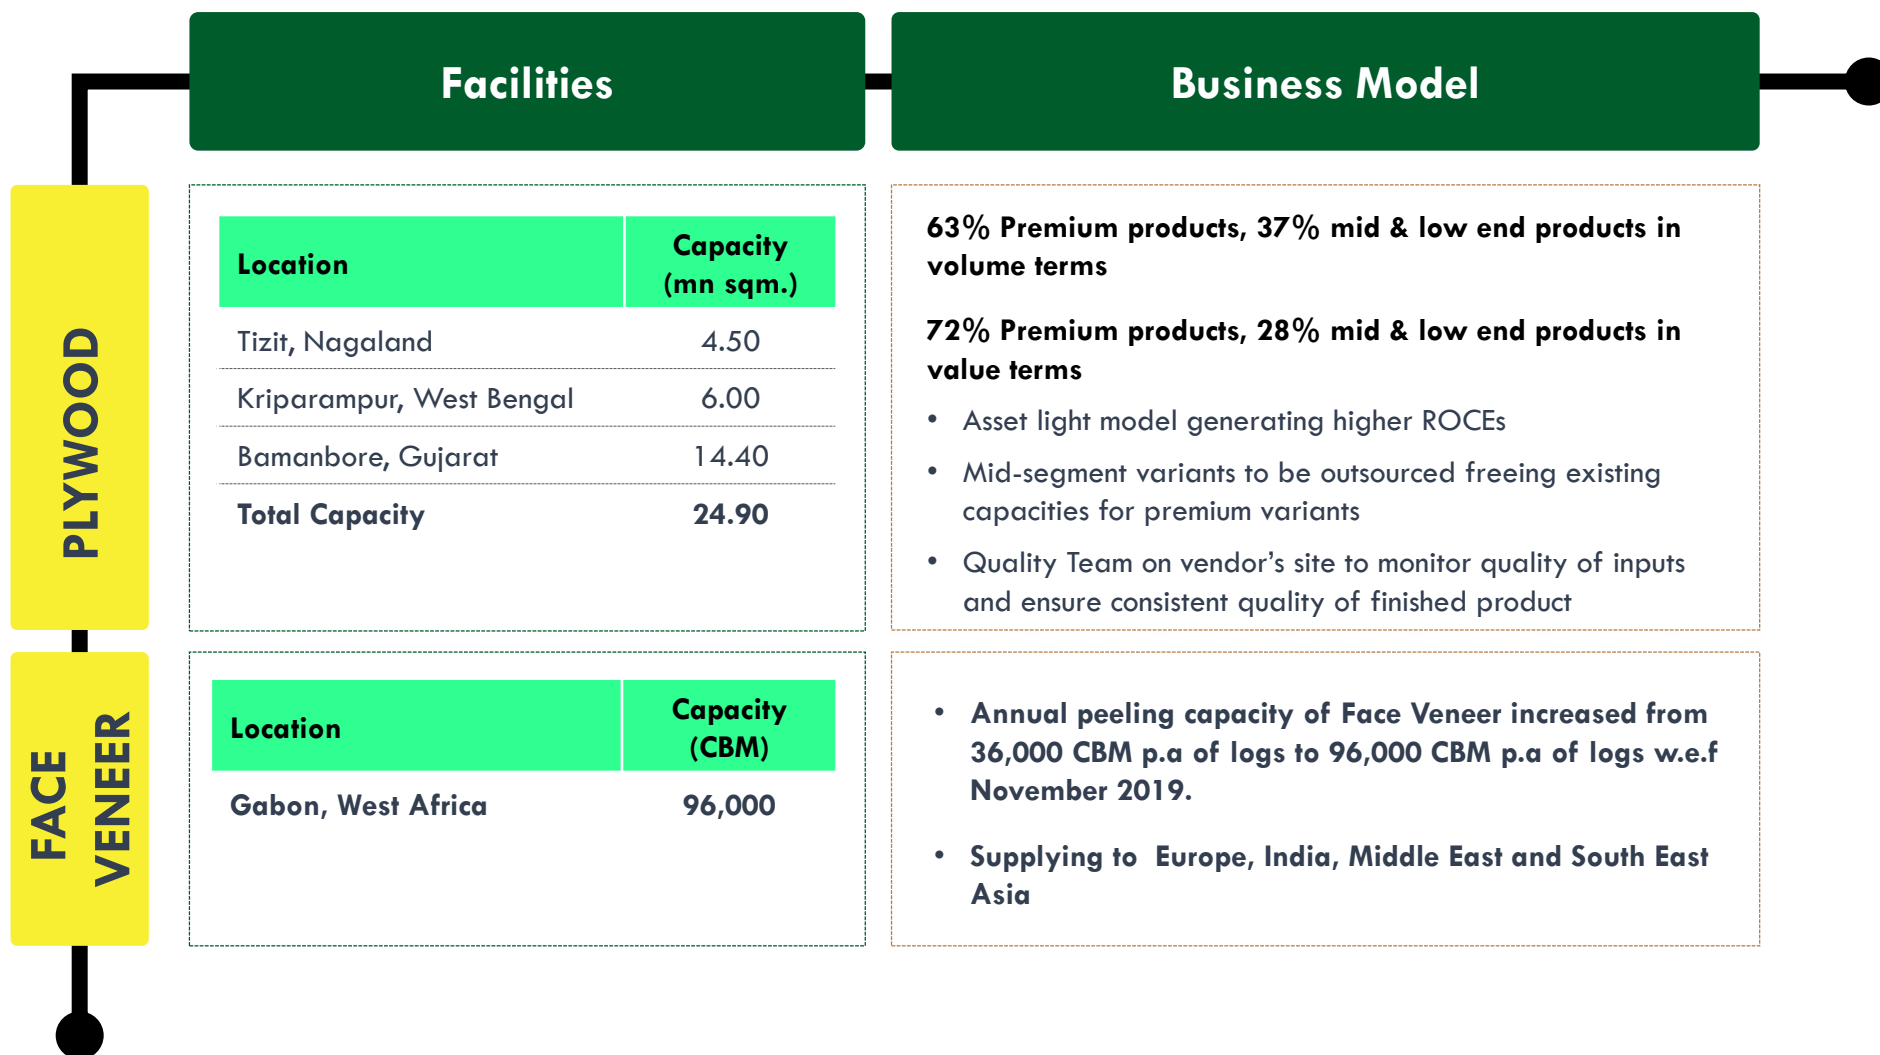 Facilities
Business Model
PLYWOOD
Location
Capacity
(mn sqm.)
Tizit, Nagaland 4.50
Kriparampur, West Bengal 6.00
Bamanbore, Gujarat 14.40
Total Capacity 24.90
63% Premium products, 37% mid & low end products in
volume terms
72% Premium products, 28% mid & low end products in
value terms
• Asset light model generating higher ROCEs
• Mid-segment variants to be outsourced freeing existing
capacities for premium variants
• Quality Team on vendor’s site to monitor quality of inputs
and ensure consistent quality of finished product
FACE
VENEER
Location
Capacity
(CBM)
Gabon, West Africa 96,000
• Annual peeling capacity of Face Veneer increased from
36,000 CBM p.a of logs to 96,000 CBM p.a of logs w.e.f
November 2019.
• Supplying to  Europe, India, Middle East and South East
Asia